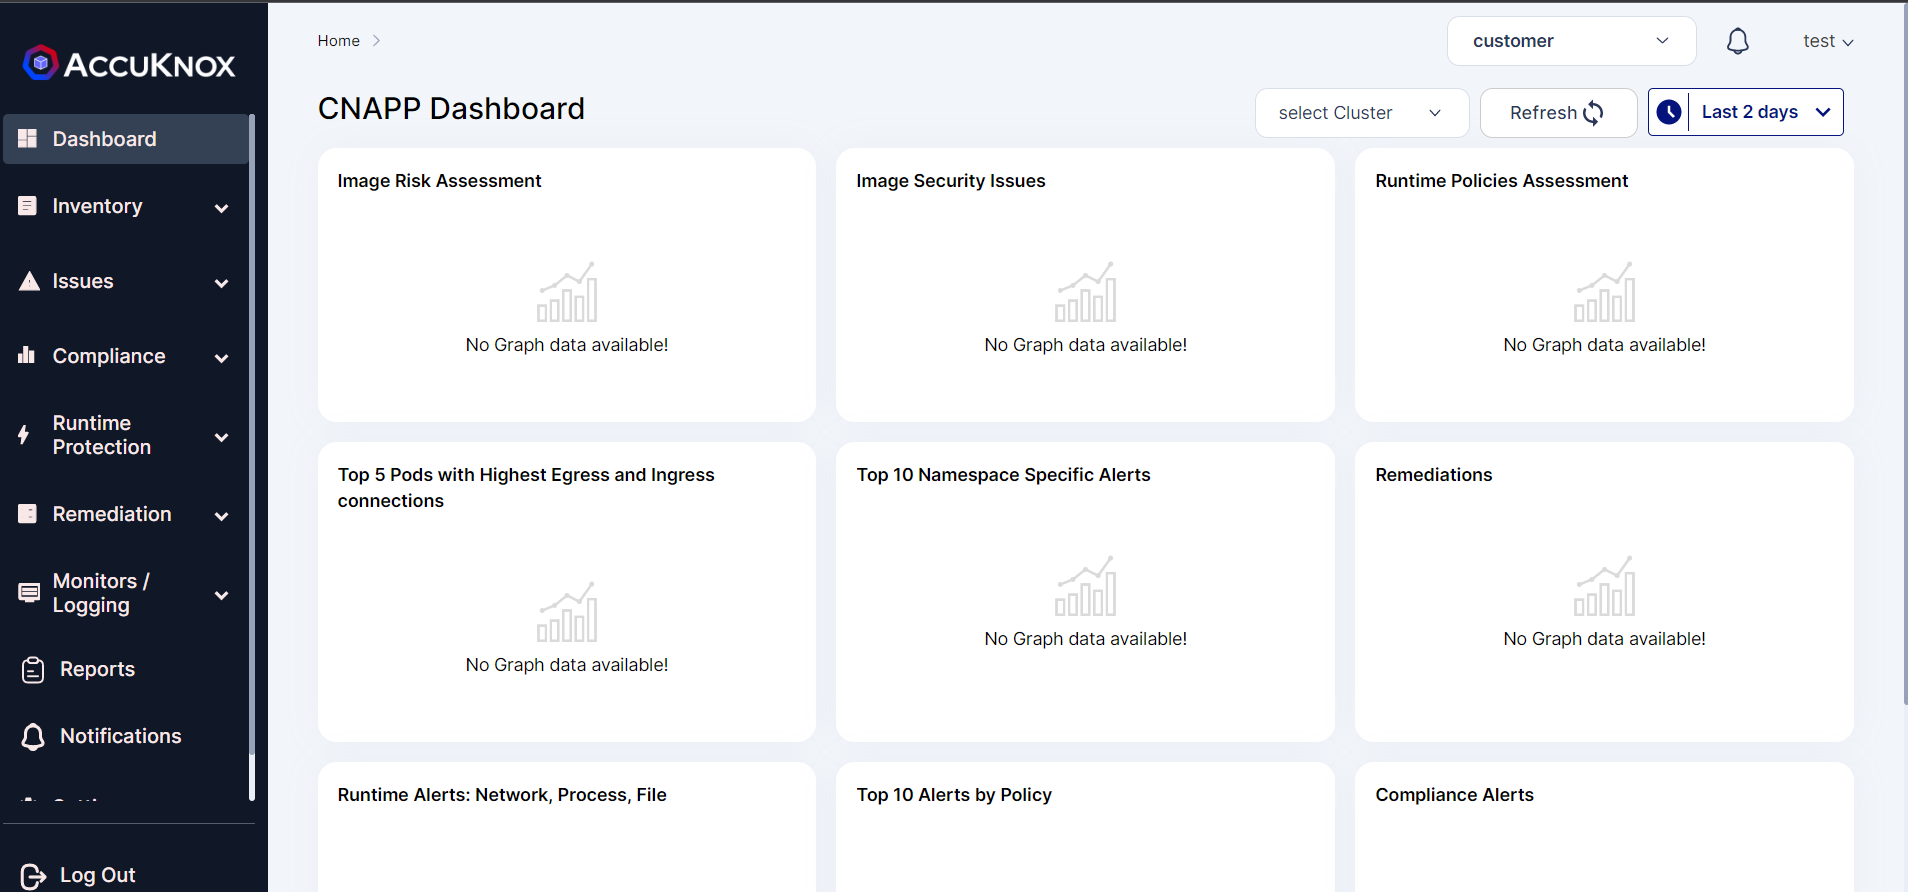 ACCUKNOX
Dashboard
Inventory
Issues
Compliance
Runtime
Protection
Remediation
Monitors /
Logging
Reports
Notifications
Log Out
Home
customer
test
CNAPP Dashboard
select Cluster
Refresh
Last 2 days
Image Risk Assessment
No Graph data available!
Image Security Issues
No Graph data available!
Runtime Policies Assessment
No Graph data available!
Top 5 Pods with Highest Egress and Ingress
connections
No Graph data available!
Top 10 Namespace Specific Alerts
No Graph data available!
Remediations
No Graph data available!
Runtime Alerts: Network, Process, File
Top 10 Alerts by Policy
Compliance Alerts